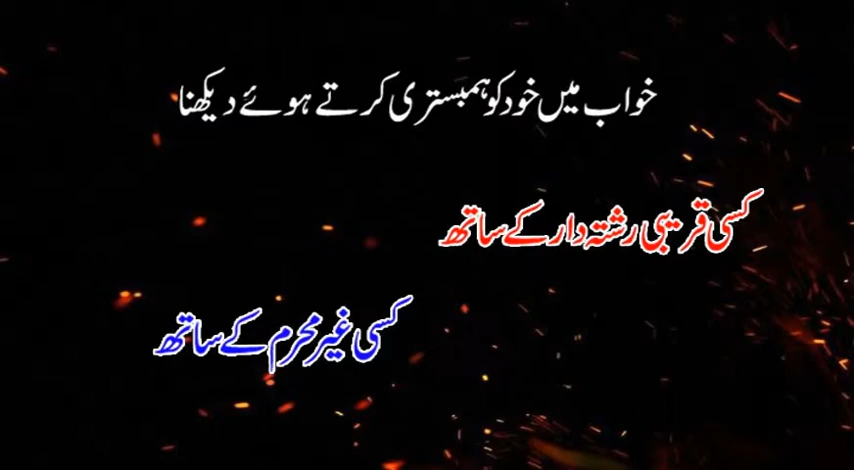 خواب میں خود کو ہمبستری کرتے ہوئے دیکھنا
کسی قریبی رشتہ دار کے ساتھ
کسی غیر محرم کے ساتھ